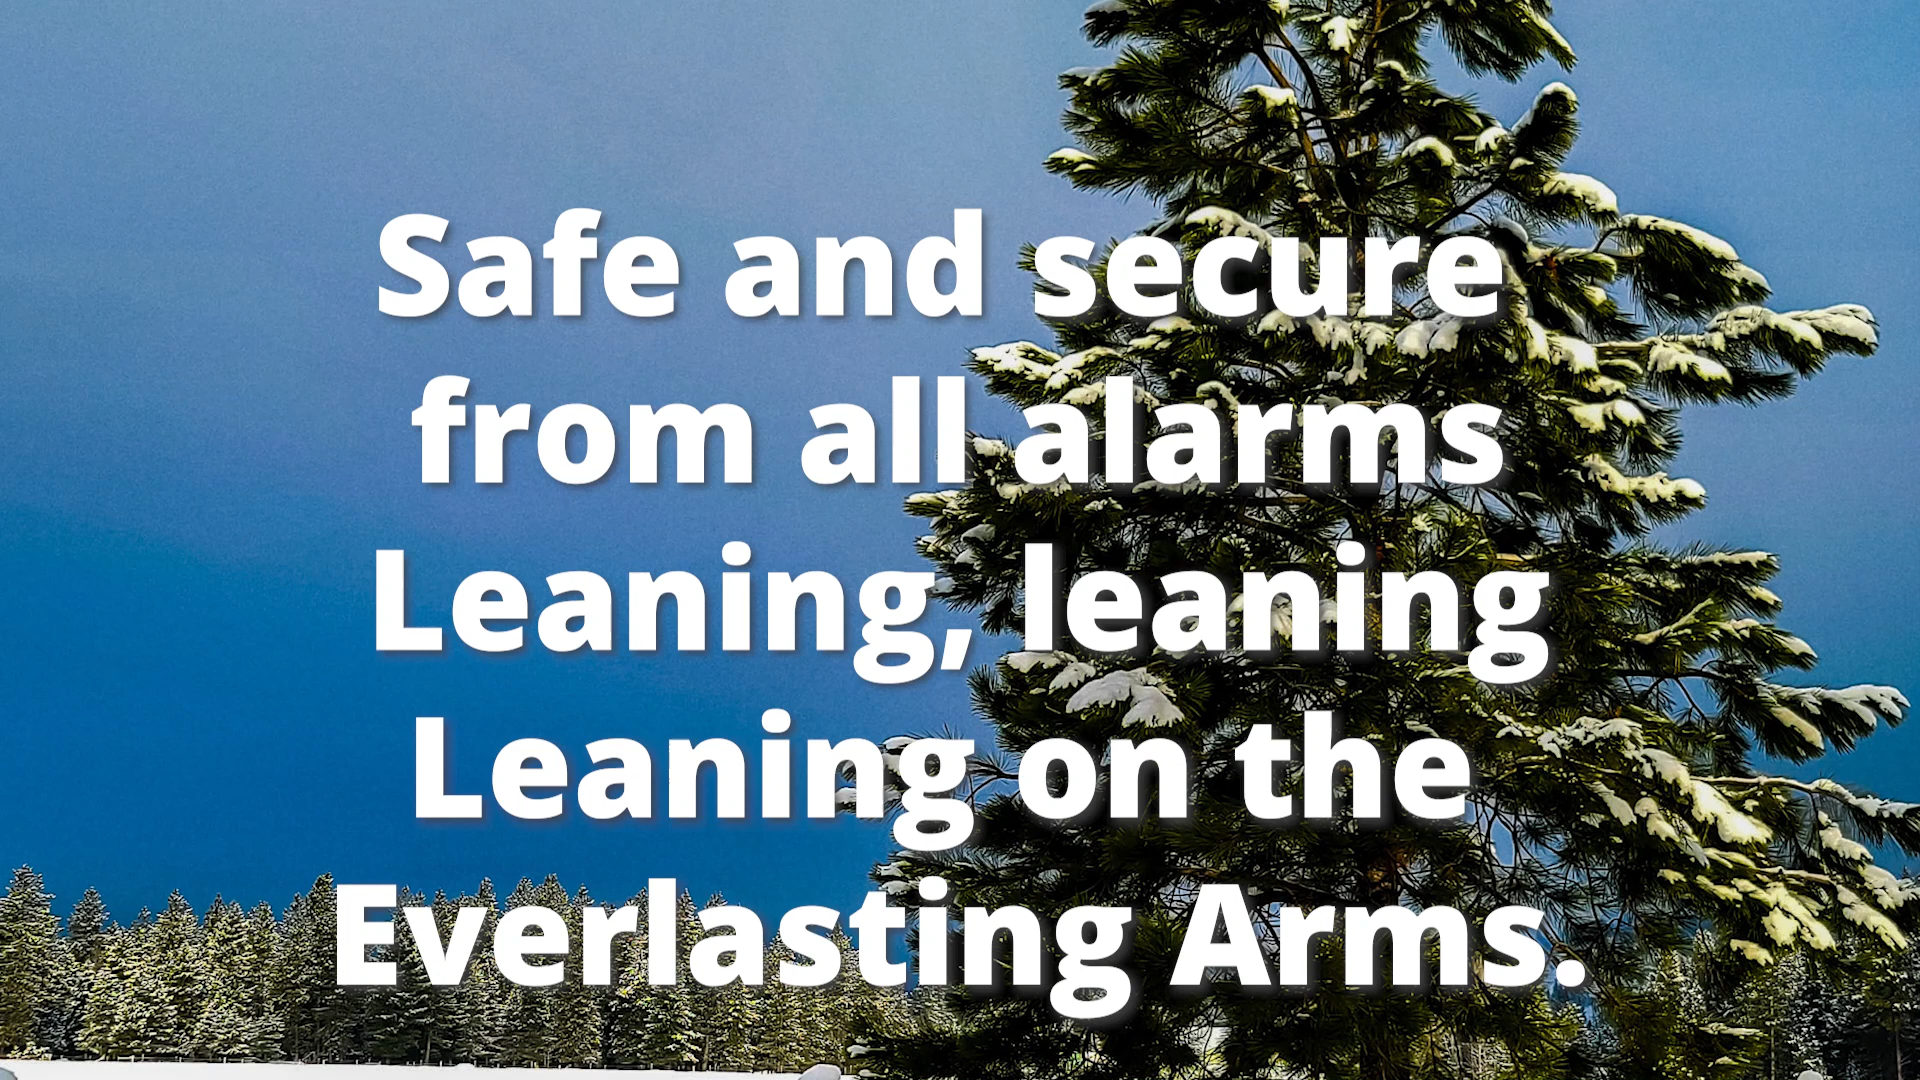 Safe and secure
from all alarms
Leaning, leaning
Leaning on the
Everlasting Arms.